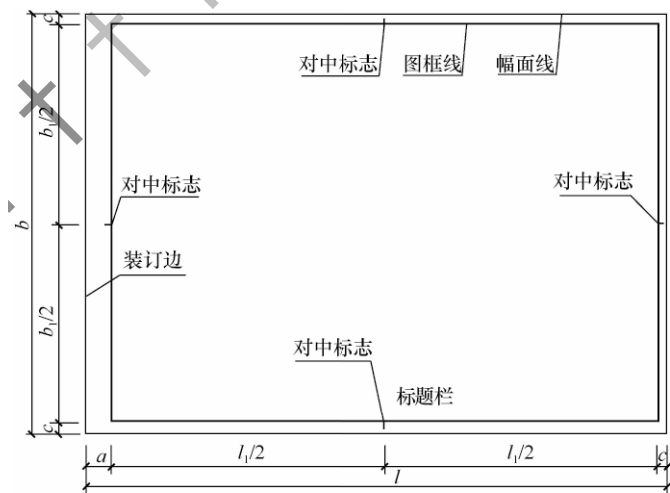 c
对中标志 图框线 幅面线
b₁/2
对中标志 对中标志
b
装订边
b₁/2
对中标志
标题栏
c
a l₁/2 l₁/2 c
l